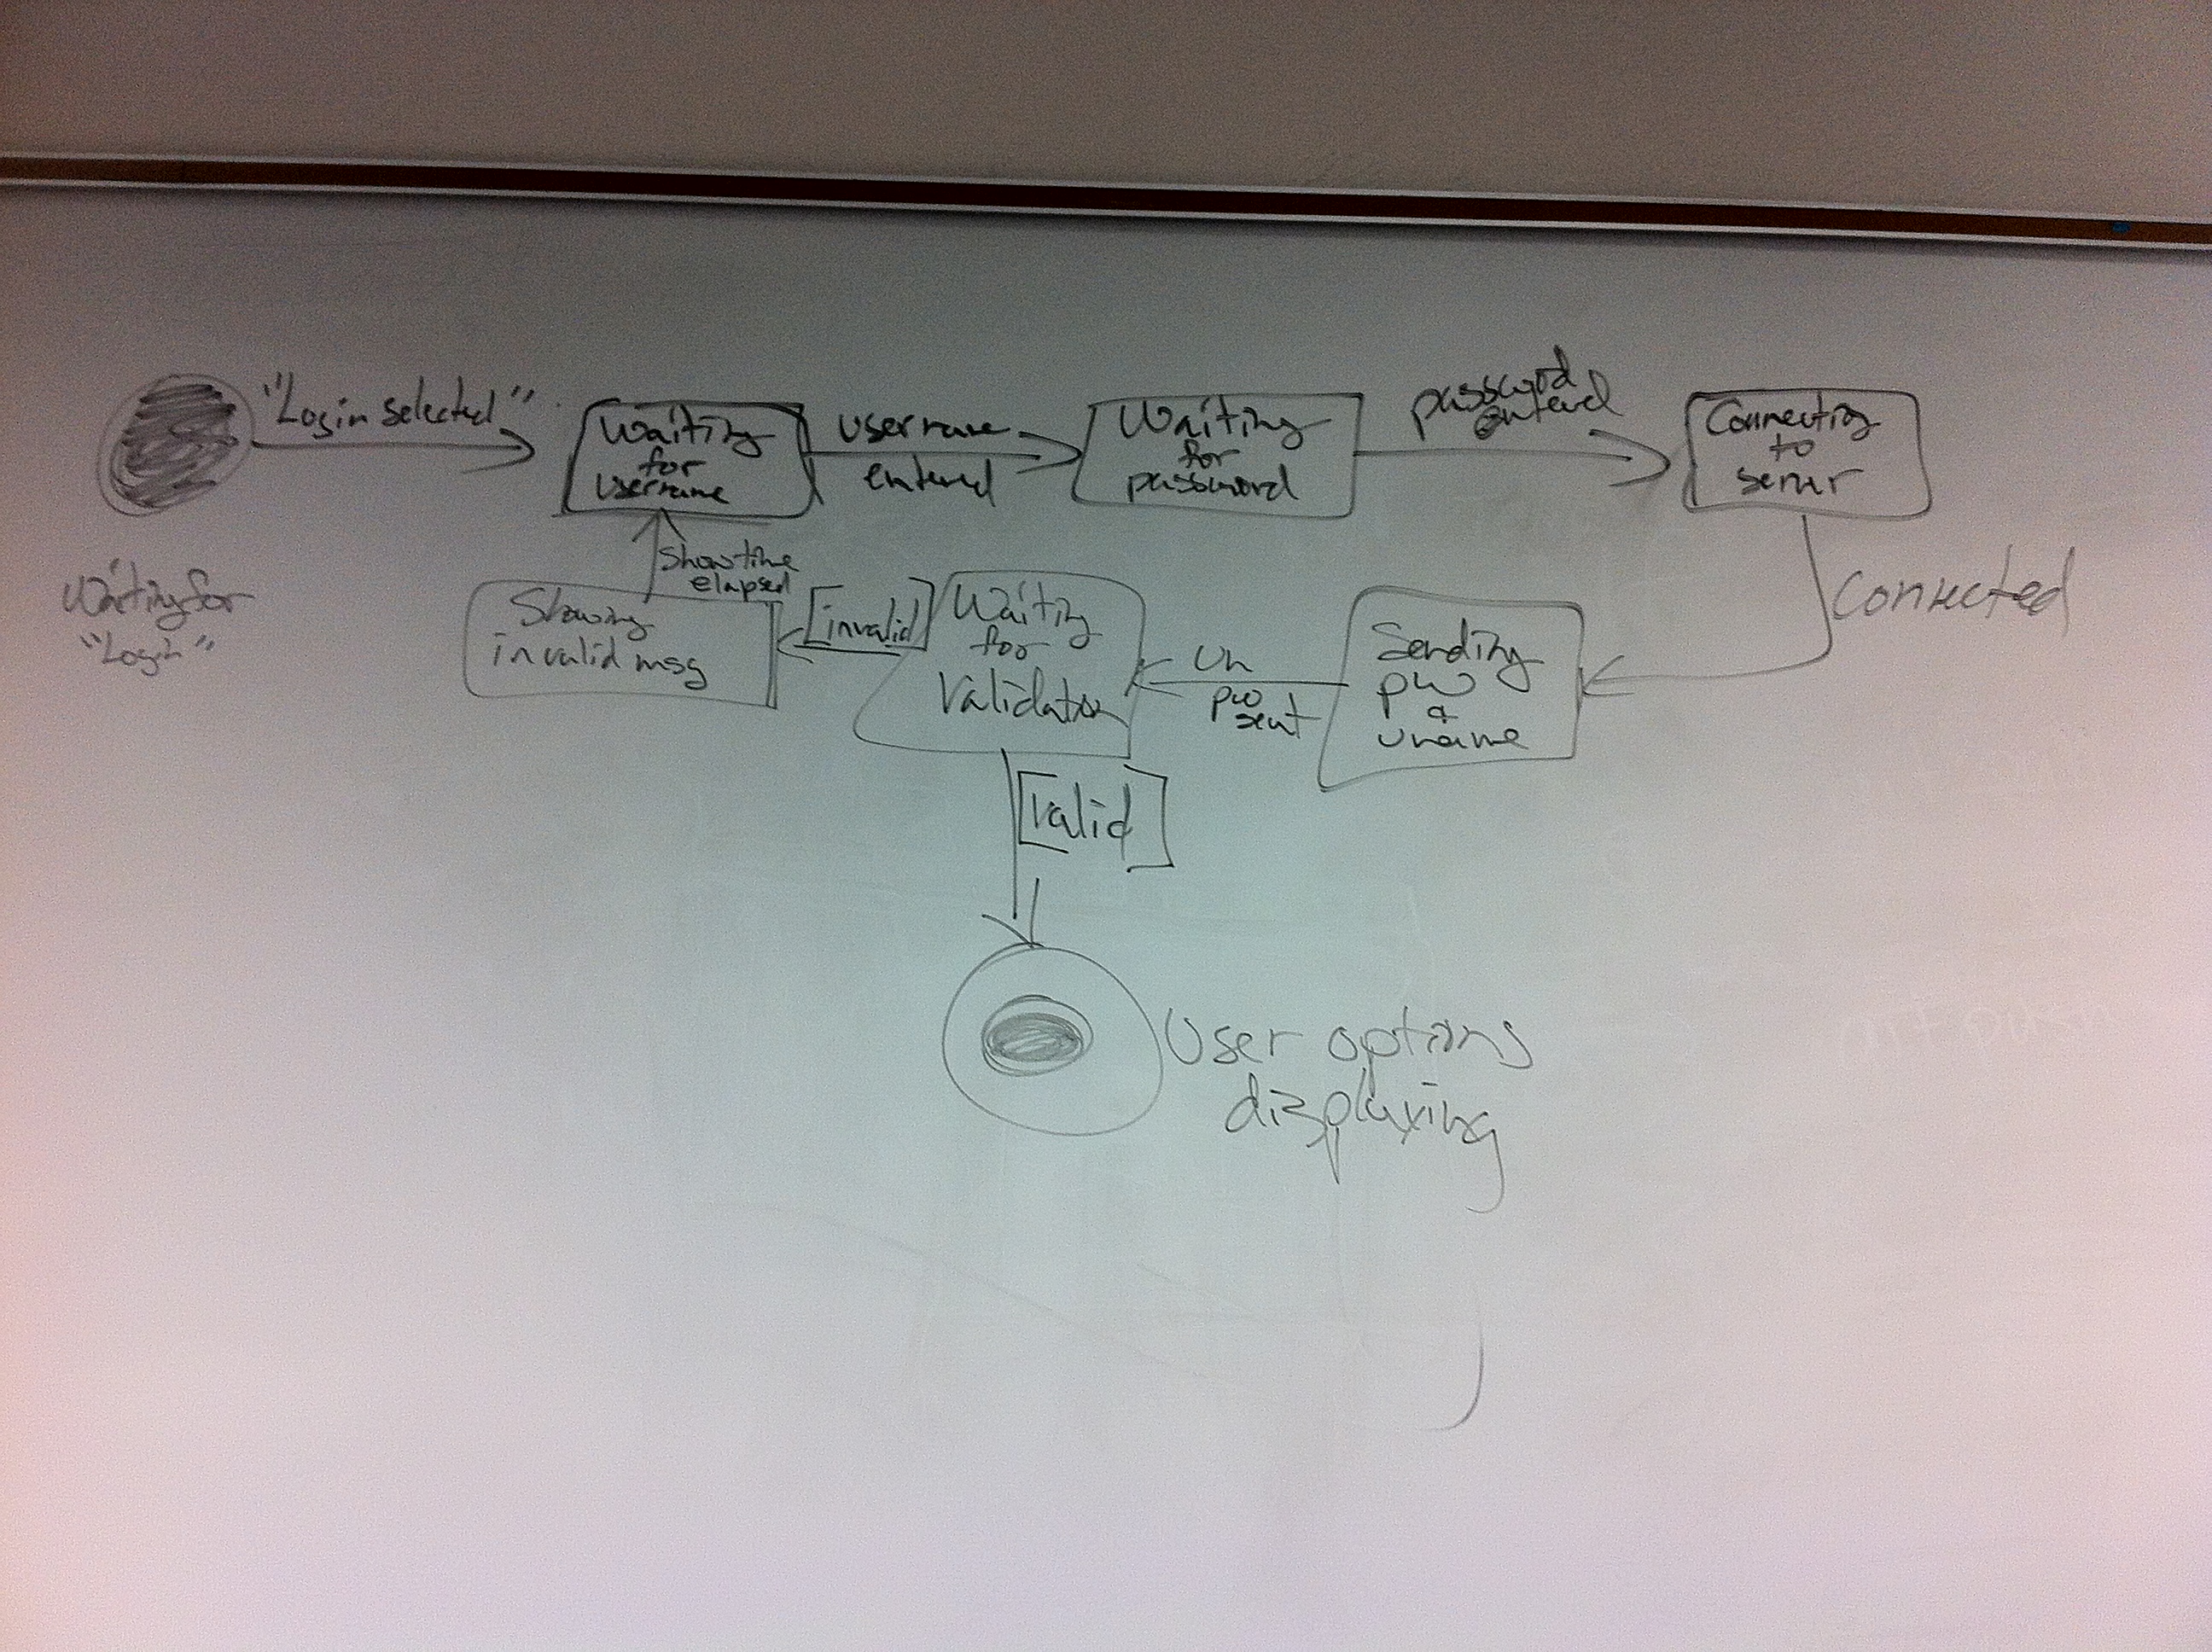 "Login selected"
Waiting
for
username
username
entered
Waiting
for
password
password
entered
Connecting
to
server
Connected
Waiting for
"Login"
Showing
invalid msg
Show time
elapsed
[invalid]
Waiting
for
Validation
un
pw
sent
Sending
pw
&
uname
[Valid]
User options
displaying